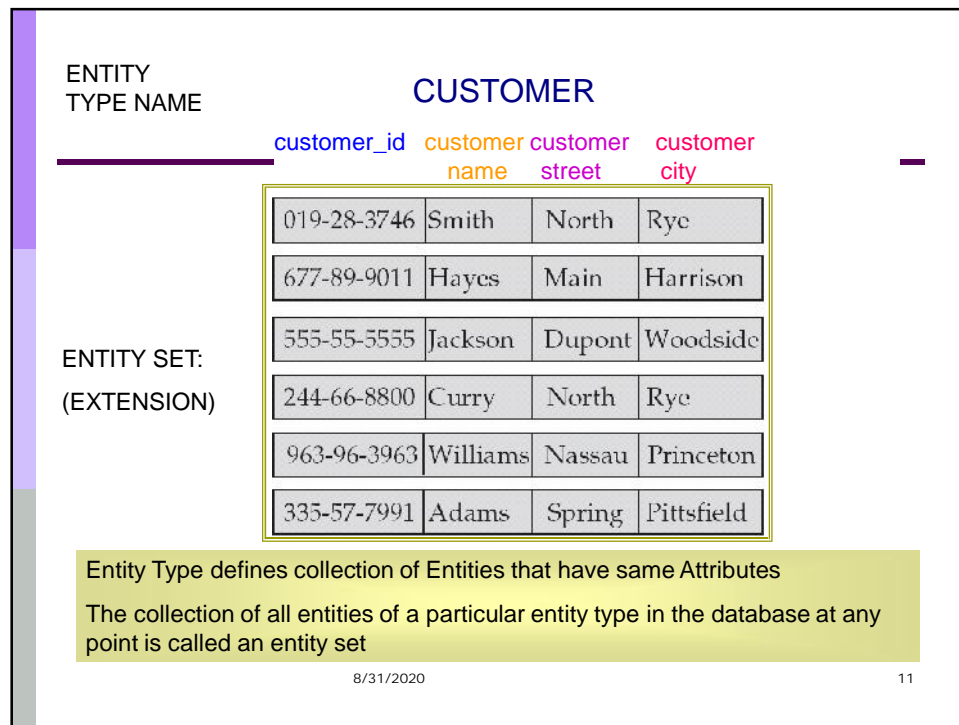 ENTITY
TYPE NAME
CUSTOMER
customer_id customer customer customer
name street city
019-28-3746 Smith North Rye
677-89-9011 Hayes Main Harrison
555-55-5555 Jackson Dupont Woodside
ENTITY SET:
(EXTENSION)
244-66-8800 Curry North Rye
963-96-3963 Williams Nassau Princeton
335-57-7991 Adams Spring Pittsfield
Entity Type defines collection of Entities that have same Attributes
The collection of all entities of a particular entity type in the database at any
point is called an entity set
8/31/2020 11